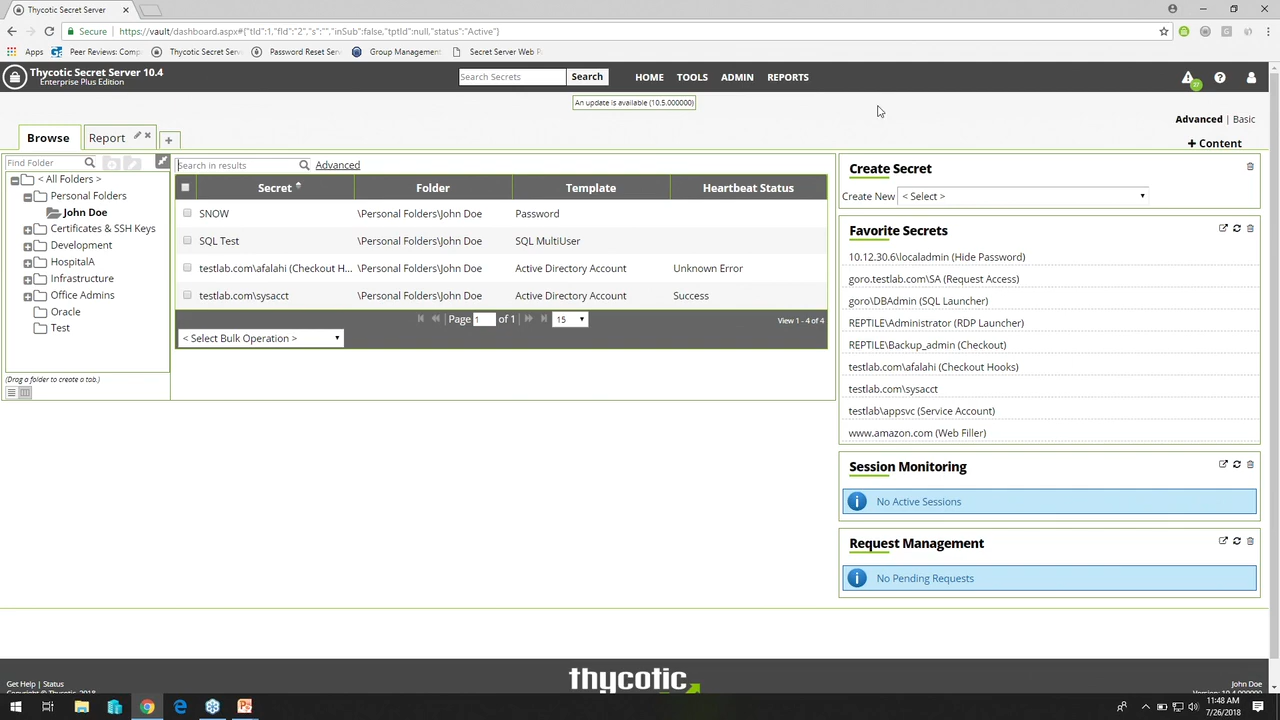 Thycotic Secret Server
Secure | https://vault/dashboard.aspx#{"tId":1,"fId":"2","s":"","inSub":false,"tptId":null,"status":"Active"}
Apps Peer Reviews: Comp Thycotic Secret Serv Password Reset Serve Group Management Secret Server Web P
Thycotic Secret Server 10.4
Enterprise Plus Edition
Search Secrets Search HOME TOOLS ADMIN REPORTS
27
An update is available (10.5.000000)
Advanced | Basic
Browse Report
+ Content
Find Folder
< All Folders >
Personal Folders
John Doe
Certificates & SSH Keys
Development
HospitalA
Infrastructure
Office Admins
Oracle
Test
(Drag a folder to create a tab.)
Search in results Advanced
Secret Folder Template Heartbeat Status
SNOW \Personal Folders\John Doe Password
SQL Test \Personal Folders\John Doe SQL MultiUser
testlab.com\afalahi (Checkout H... \Personal Folders\John Doe Active Directory Account Unknown Error
testlab.com\sysacct \Personal Folders\John Doe Active Directory Account Success
Page 1 of 1 15 View 1 - 4 of 4
< Select Bulk Operation >
Create Secret
Create New < Select >
Favorite Secrets
10.12.30.6\localadmin (Hide Password)
goro.testlab.com\SA (Request Access)
goro\DBAdmin (SQL Launcher)
REPTILE\Administrator (RDP Launcher)
REPTILE\Backup_admin (Checkout)
testlab.com\afalahi (Checkout Hooks)
testlab.com\sysacct
testlab\appsvc (Service Account)
www.amazon.com (Web Filler)
Session Monitoring
No Active Sessions
Request Management
No Pending Requests
thycotic
Get Help | Status
John Doe
11:48 AM
7/26/2018